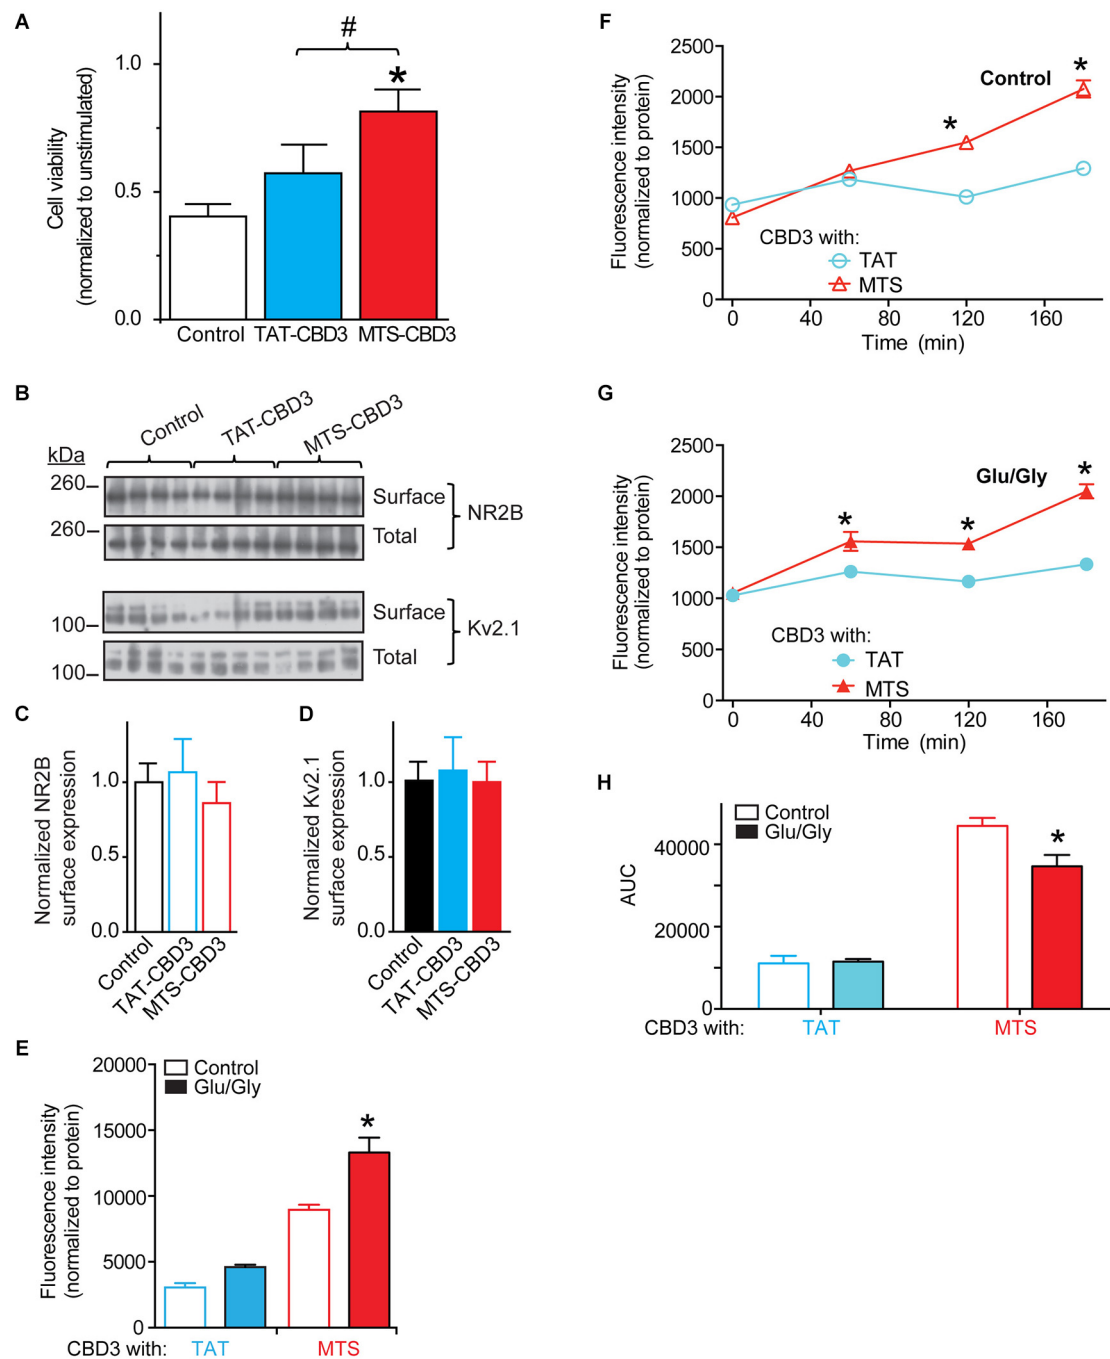 A
Cell viability
(normalized to unstimulated)
1.0
0.5
0.0
#
*
Control TAT-CBD3 MTS-CBD3
B
Control
TAT-CBD3
MTS-CBD3
kDa
260
Surface
NR2B
260
Total
Surface
100
Kv2.1
Total
100
C
Normalized NR2B
surface expression
1.0
0.5
0.0
Control
TAT-CBD3
MTS-CBD3
D
Normalized Kv2.1
surface expression
1.0
0.5
0.0
Control
TAT-CBD3
MTS-CBD3
E
Fluorescence intensity
(normalized to protein)
20000
15000
10000
5000
0
Control
Glu/Gly
*
CBD3 with: TAT MTS
F
Fluorescence intensity
(normalized to protein)
2500
2000
1500
1000
500
0
Control
*
*
CBD3 with:
TAT
MTS
0 40 80 120 160
Time (min)
G
Fluorescence intensity
(normalized to protein)
2500
2000
1500
1000
500
0
Glu/Gly
*
*
*
CBD3 with:
TAT
MTS
0 40 80 120 160
Time (min)
H
AUC
40000
20000
0
Control
Glu/Gly
*
CBD3 with: TAT MTS